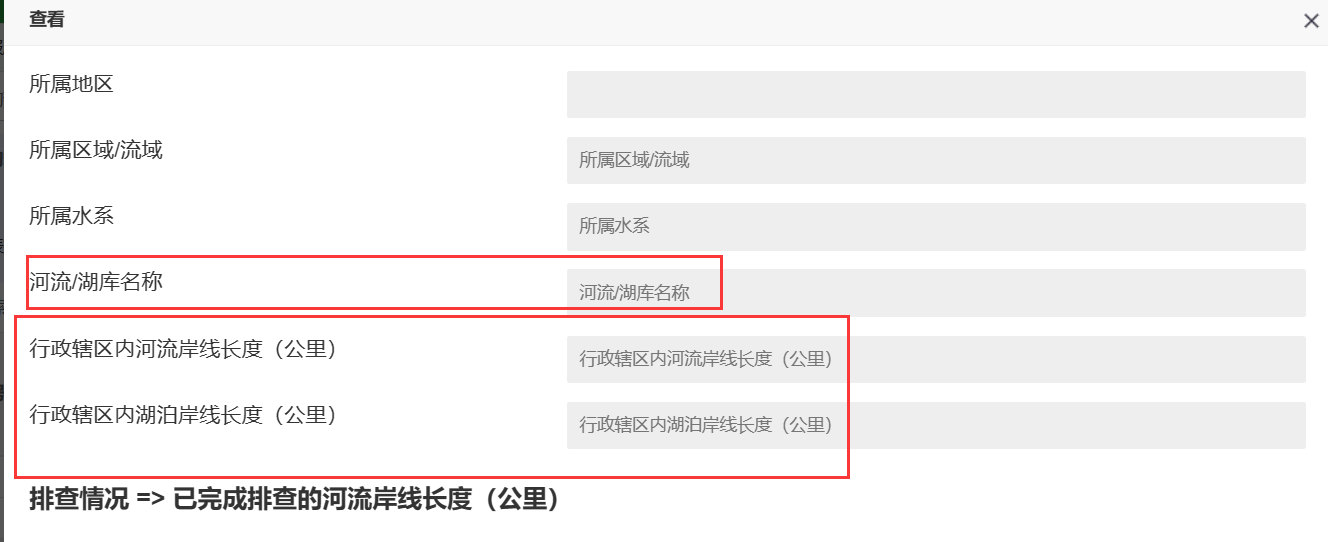 查看
所属地区
所属区域/流域
所属区域/流域
所属水系
所属水系
河流/湖库名称
河流/湖库名称
行政辖区内河流岸线长度（公里）
行政辖区内河流岸线长度（公里）
行政辖区内湖泊岸线长度（公里）
行政辖区内湖泊岸线长度（公里）
排查情况 => 已完成排查的河流岸线长度（公里）